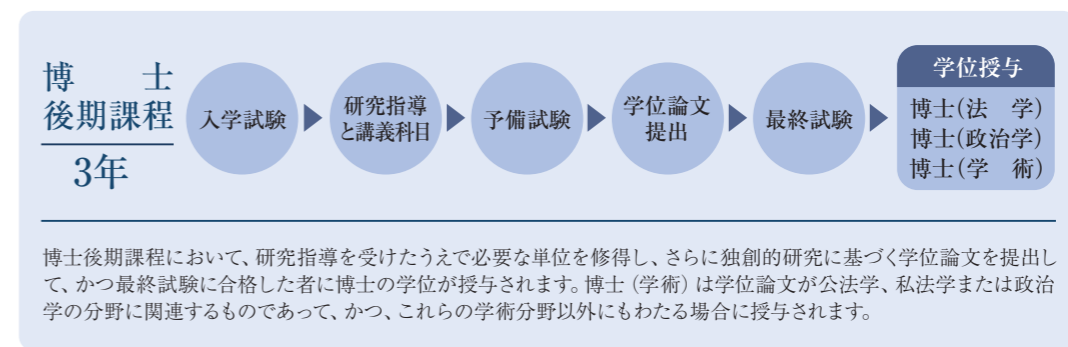 博　士
後期課程
3年
入学試験
研究指導
と講義科目
予備試験
学位論文
提出
最終試験
学位授与
博士（法　学）
博士（政治学）
博士（学　術）
博士後期課程において、研究指導を受けたうえで必要な単位を修得し、さらに独創的研究に基づく学位論文を提出し
て、かつ最終試験に合格した者に博士の学位が授与されます。博士（学術）は学位論文が公法学、私法学または政治
学の分野に関連するものであって、かつ、これらの学術分野以外にもわたる場合に授与されます。